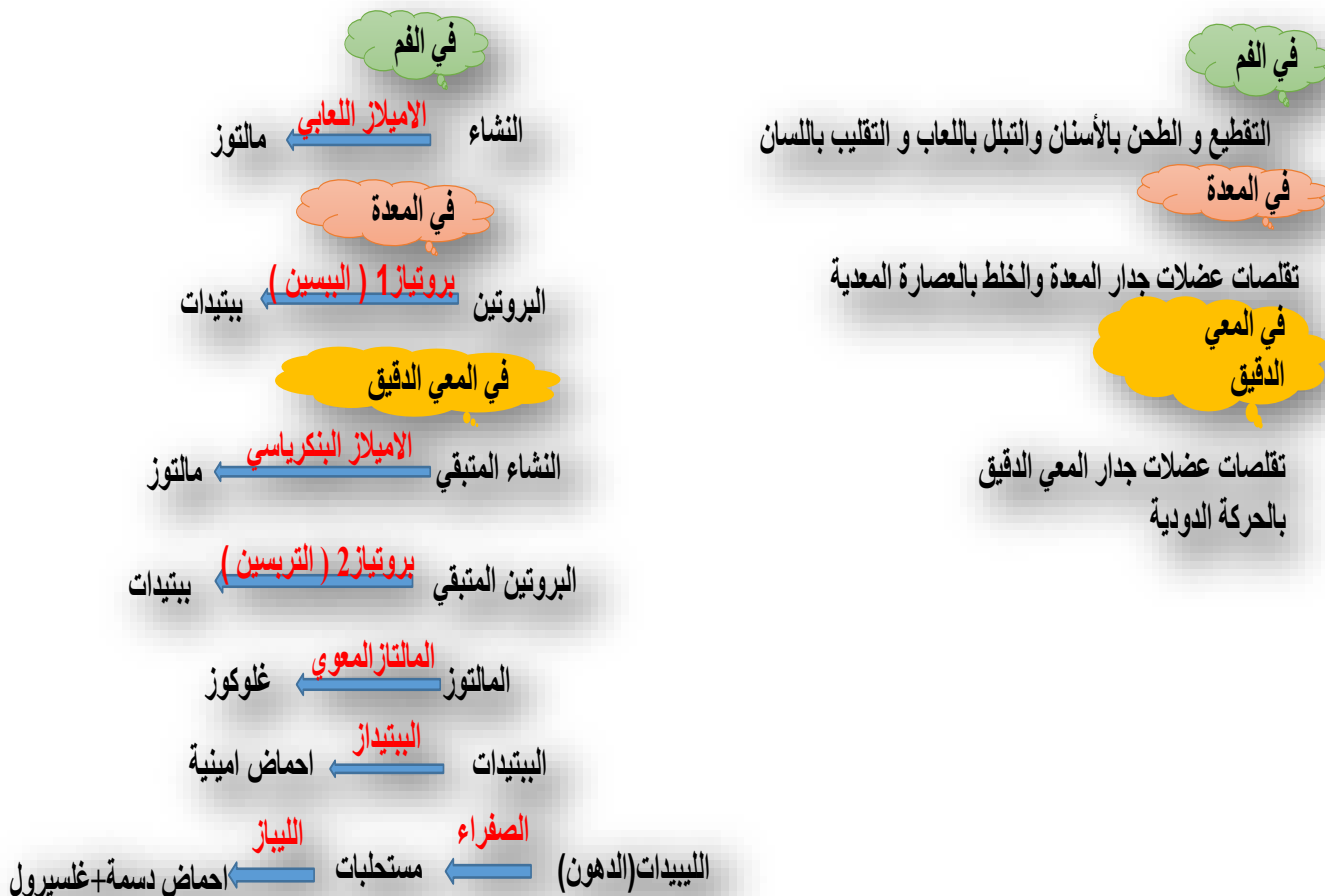 في الفم
التقطيع و الطحن بالأسنان والتبلل باللعاب و التقليب باللسان
في المعدة
تقلصات عضلات جدار المعدة والخلط بالعصارة المعدية
في المعي
الدقيق
تقلصات عضلات جدار المعي الدقيق
بالحركة الدودية
في الفم
النشاء الاميلاز اللعابي مالتوز
في المعدة
البروتين بروتياز1 ( الببسين ) ببتيدات
في المعي الدقيق
النشاء المتبقي الاميلاز البنكرياسي مالتوز
البروتين المتبقي بروتياز2 ( التربسين ) ببتيدات
المالتوز المالتازالمعوي غلوكوز
الببتيدات الببتيداز احماض امينية
الليبيدات(الدهون) الصفراء مستحلبات الليباز احماض دسمة+غلسيرول